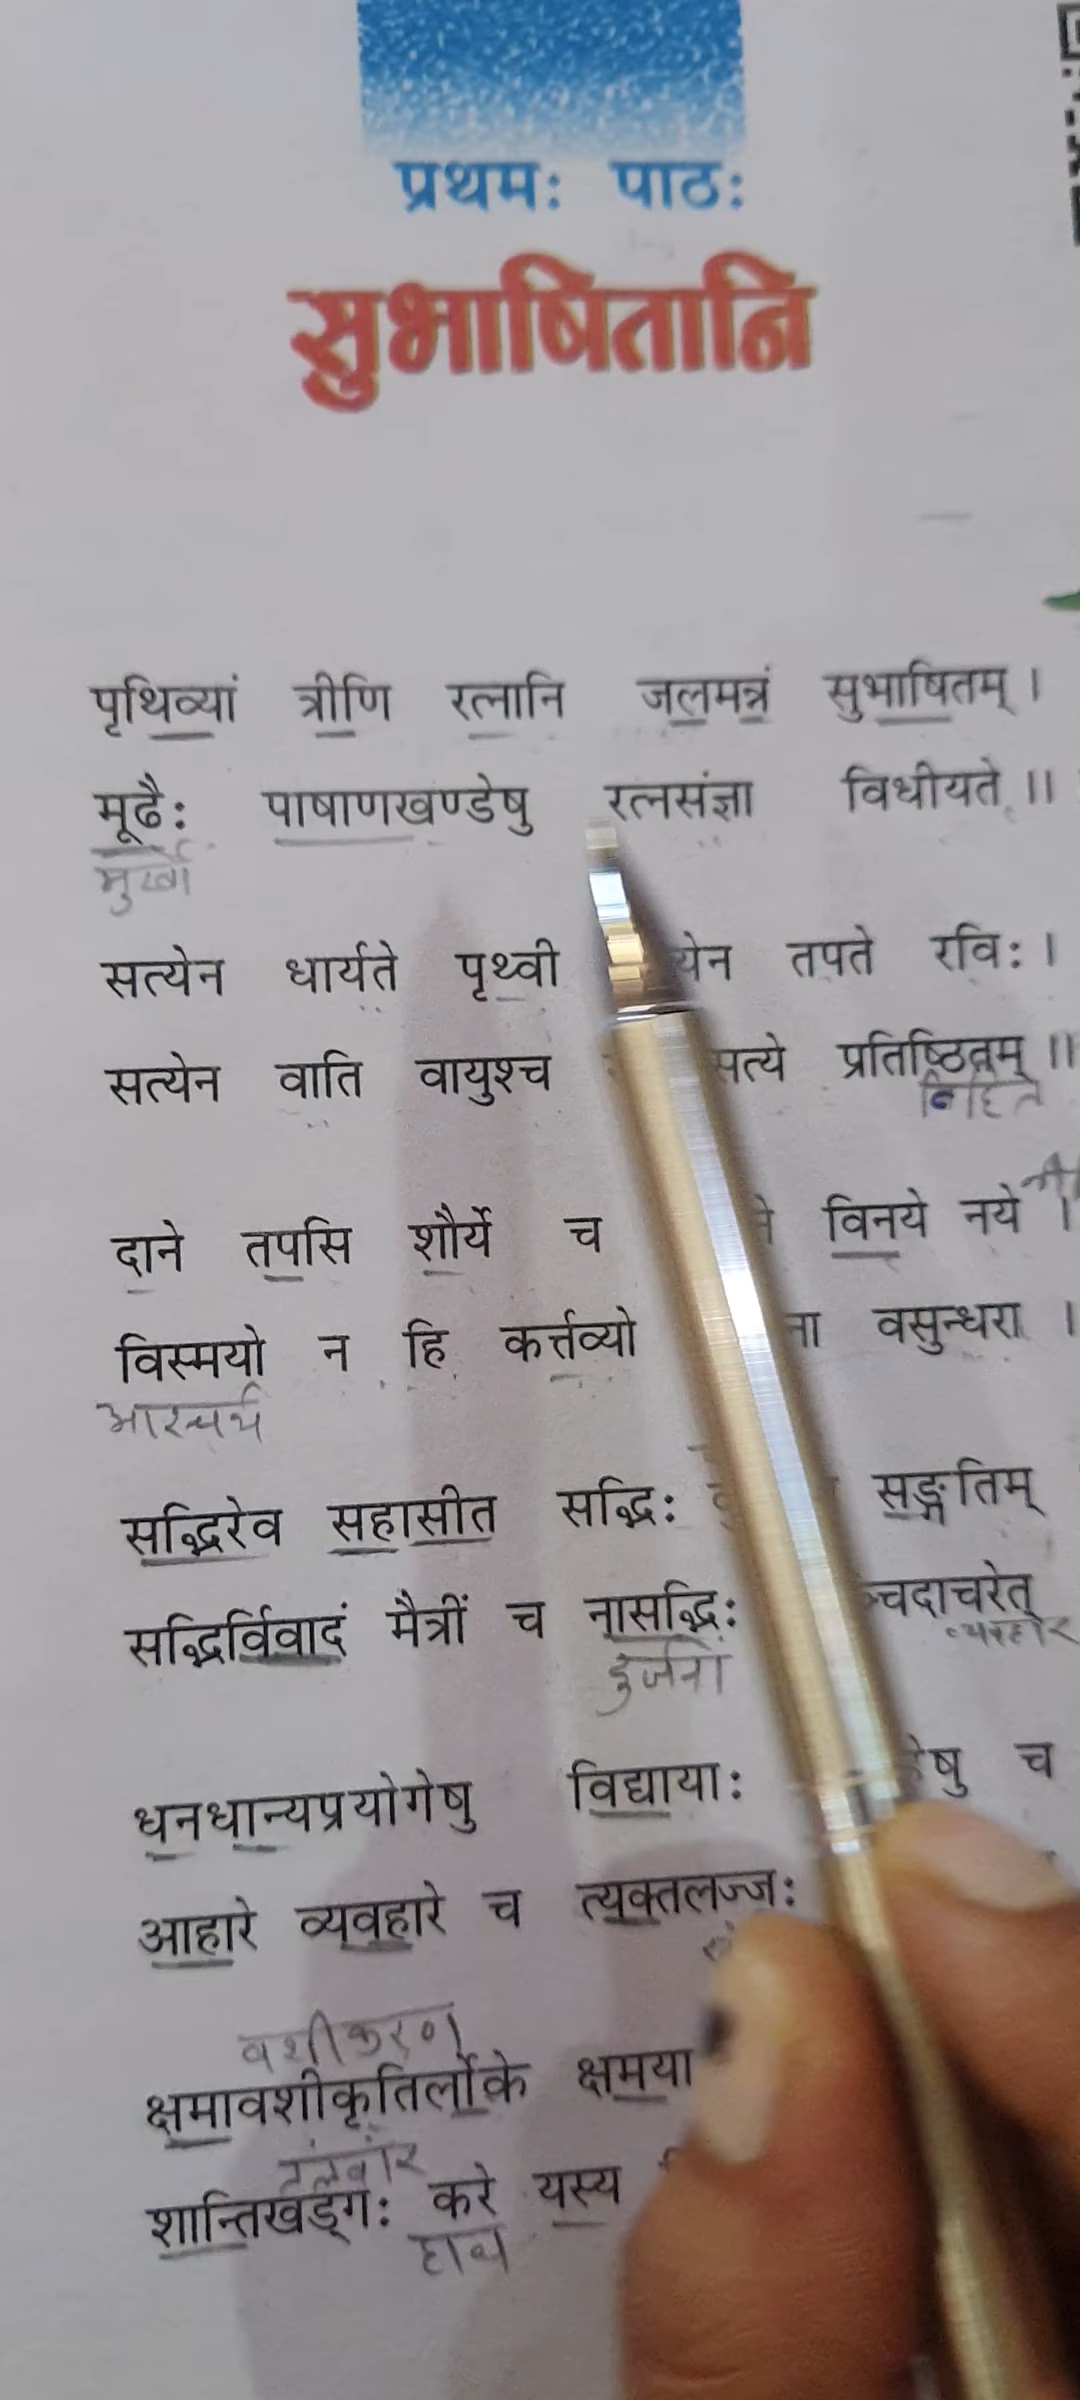 प्रथमः पाठः
सुभाषितानि
पृथिव्यां त्रीणि रत्नानि जलमन्नं सुभाषितम् ।
मूढैः पाषाणखण्डेषु रत्नसंज्ञा विधीयते ॥
मुर्खो
सत्येन धार्यते पृथ्वी येन तपते रविः ।
सत्येन वाति वायुश्च सत्ये प्रतिष्ठितम् ॥
दाने तपसि शौर्ये च विनये नये ।
विस्मयो न हि कर्त्तव्यो ना वसुन्धरा ।
आश्चर्य
सद्भिरेव सहासीत सद्भिः सङ्गतिम्
सद्भिर्विवादं मैत्रीं च नासद्भिः चदाचरेत्
दुर्जनों व्यवहार
धनधान्यप्रयोगेषु विद्यायाः हेषु च
आहारे व्यवहारे च त्यक्तलज्जः
वशीकरण
क्षमावशीकृतिर्लोके क्षमया
तलवार
शान्तिखड्गः करे यस्य
हाथ